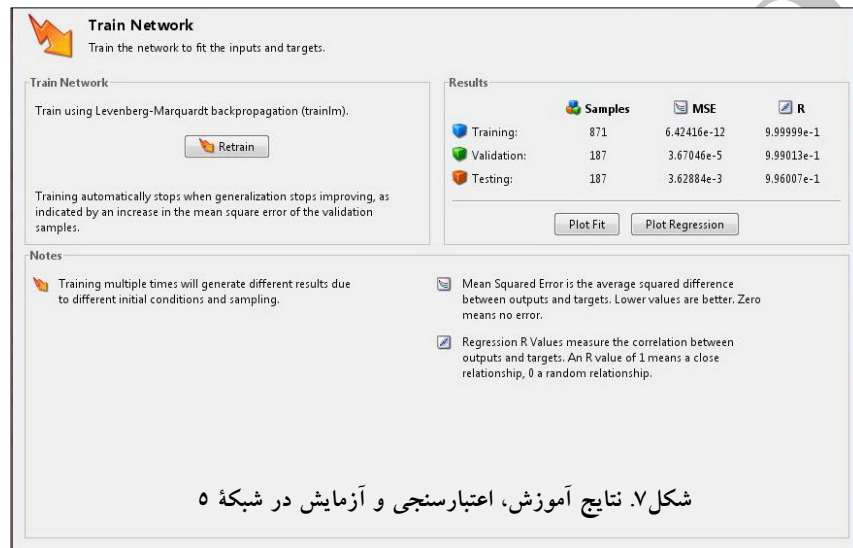 Train Network
Train the network to fit the inputs and targets.
Train Network
Train using Levenberg-Marquardt backpropagation (trainlm).
Retrain
Training automatically stops when generalization stops improving, as
indicated by an increase in the mean square error of the validation
samples.
Results
Samples MSE R
Training: 871 6.42416e-12 9.99999e-1
Validation: 187 3.67046e-5 9.99013e-1
Testing: 187 3.62884e-3 9.96007e-1
Plot Fit Plot Regression
Notes
Training multiple times will generate different results due
to different initial conditions and sampling.
Mean Squared Error is the average squared difference
between outputs and targets. Lower values are better. Zero
means no error.
Regression R Values measure the correlation between
outputs and targets. An R value of 1 means a close
relationship, 0 a random relationship.
شکل۷. نتایج آموزش، اعتبارسنجی و آزمایش در شبکهٔ ۵